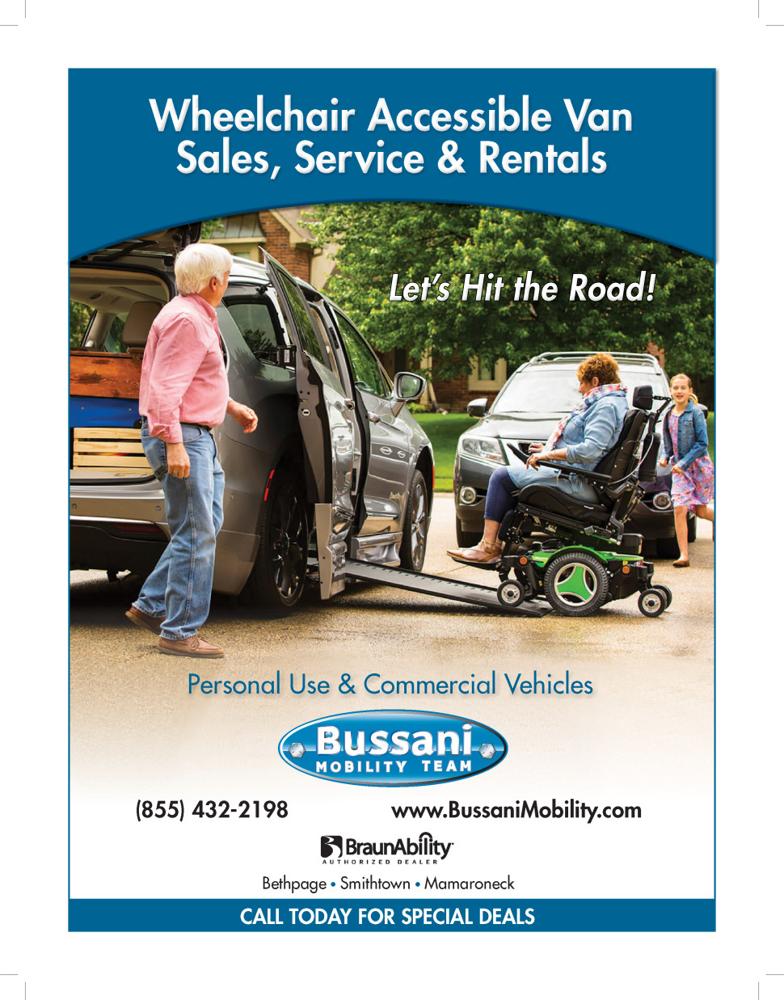 Wheelchair Accessible Van
Sales, Service & Rentals
Let's Hit the Road!
Personal Use & Commercial Vehicles
Bussani
MOBILITY TEAM
(855) 432-2198
www.BussaniMobility.com
BraunAbility
AUTHORIZED DEALER
Bethpage • Smithtown • Mamaroneck
CALL TODAY FOR SPECIAL DEALS